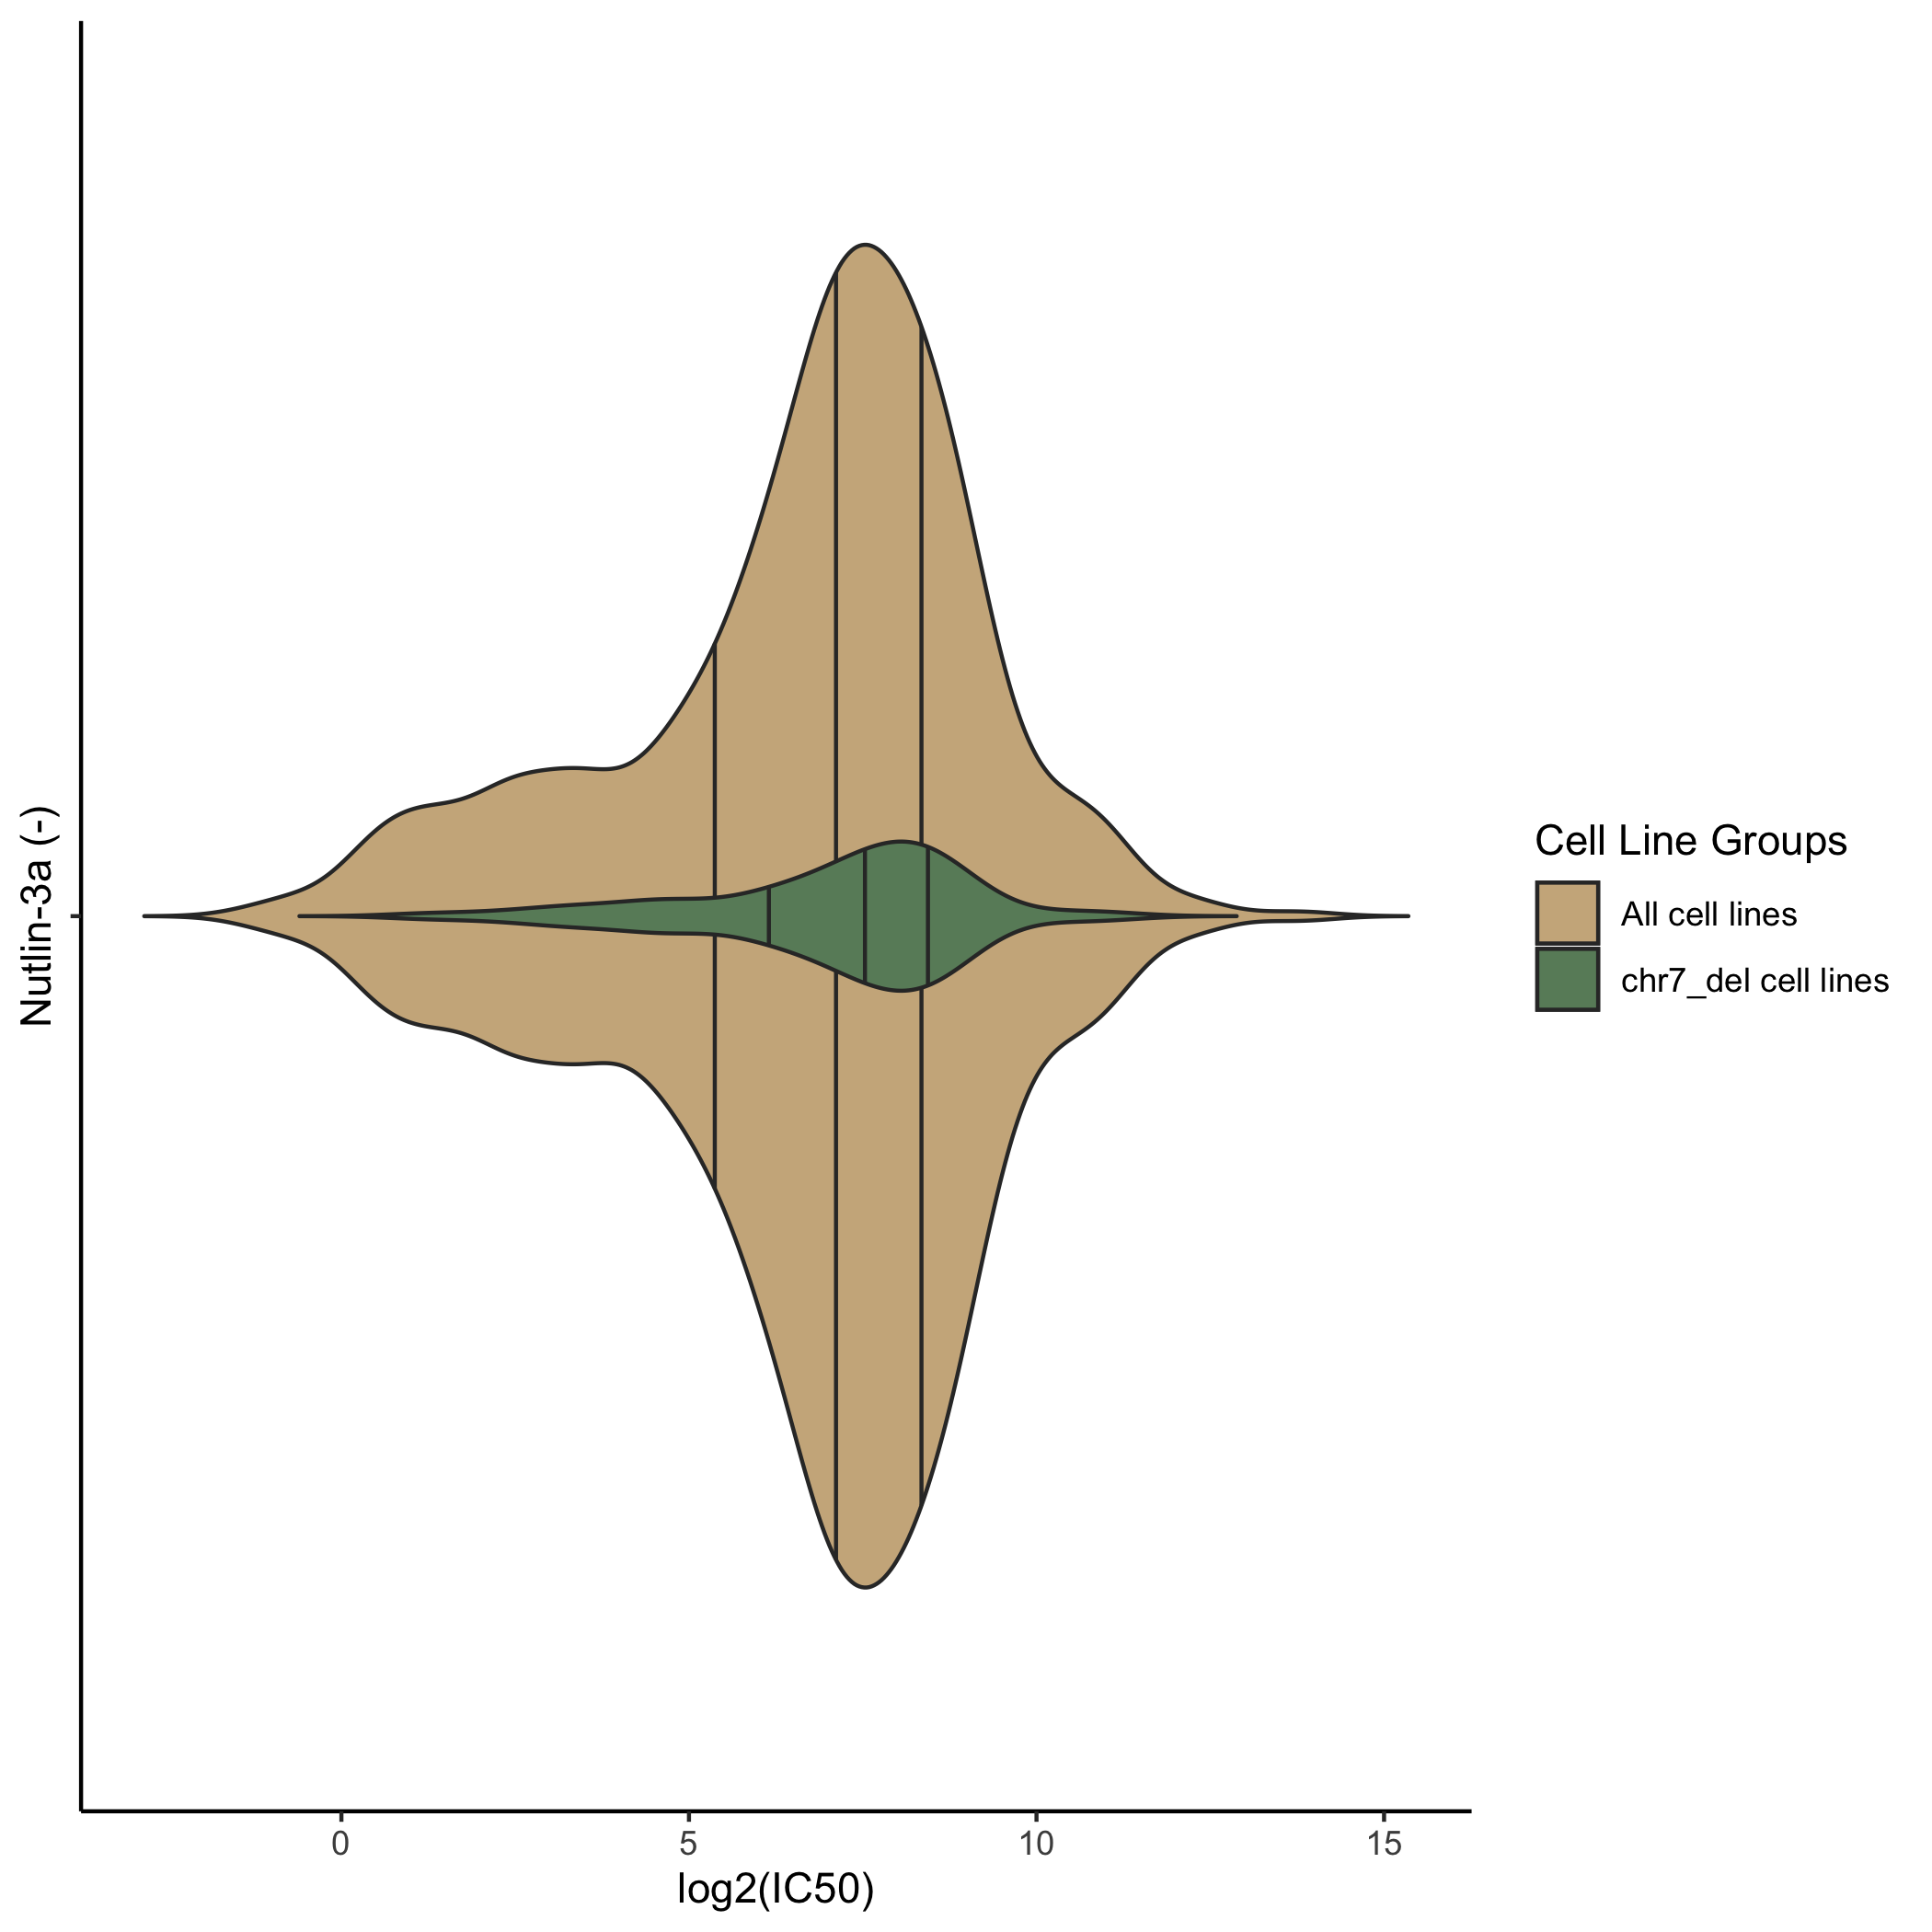 Nutlin-3a (-)
0
5
10
15
log2(IC50)
Cell Line Groups
All cell lines
chr7_del cell lines